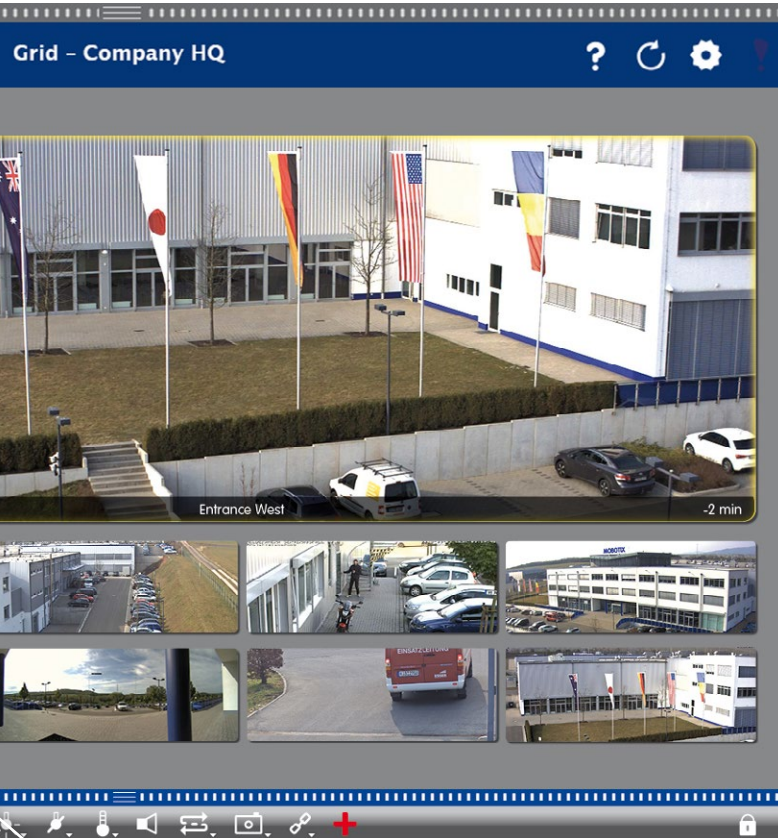 Grid – Company HQ
Entrance West
-2 min
MOBOTIX
EINSATZLEITUNG